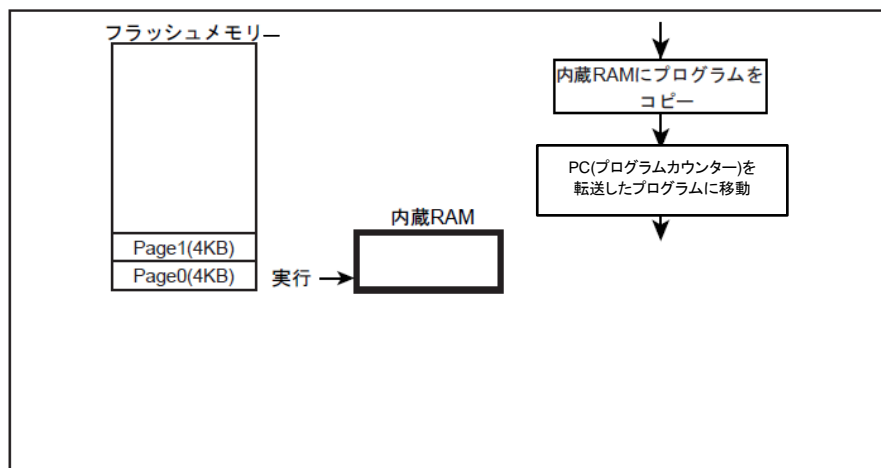 フラッシュメモリー
Page1(4KB)
Page0(4KB)
実行
内蔵RAM
内蔵RAMにプログラムを
コピー
PC(プログラムカウンター)を
転送したプログラムに移動